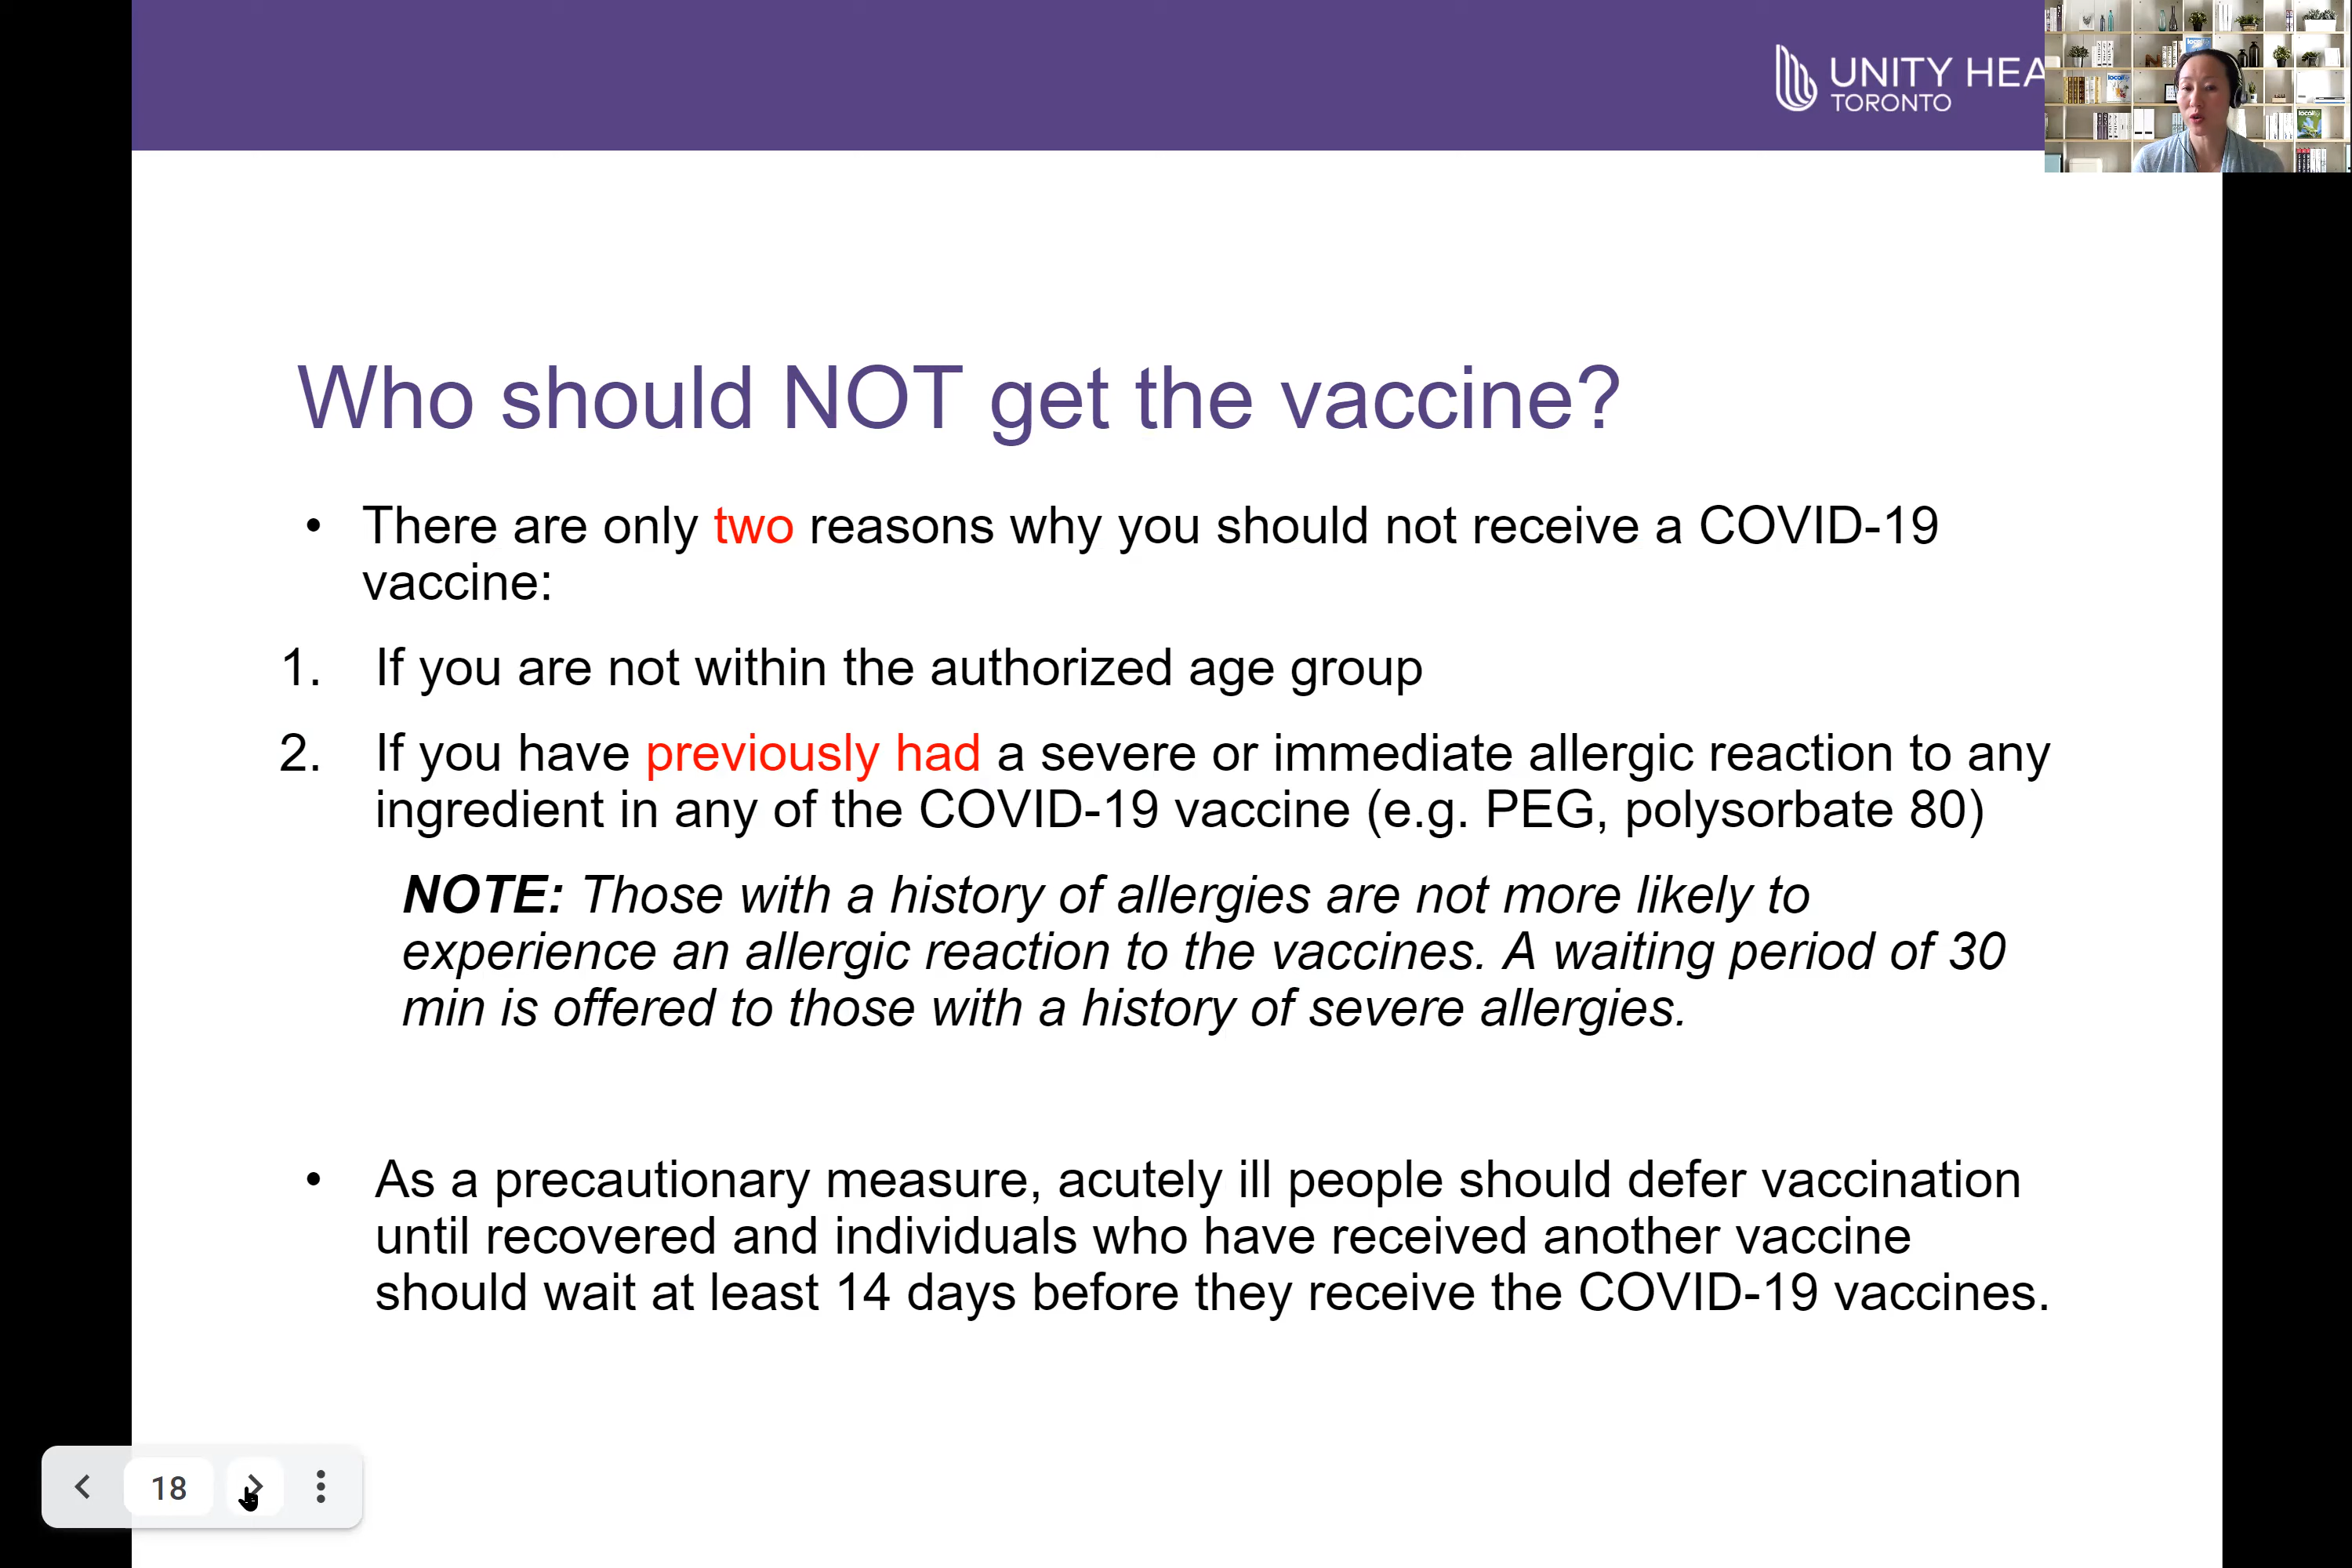 UNITY HEA
TORONTO
Who should NOT get the vaccine?
• There are only two reasons why you should not receive a COVID-19
vaccine:
1. If you are not within the authorized age group
2. If you have previously had a severe or immediate allergic reaction to any
ingredient in any of the COVID-19 vaccine (e.g. PEG, polysorbate 80)
NOTE: Those with a history of allergies are not more likely to
experience an allergic reaction to the vaccines. A waiting period of 30
min is offered to those with a history of severe allergies.
• As a precautionary measure, acutely ill people should defer vaccination
until recovered and individuals who have received another vaccine
should wait at least 14 days before they receive the COVID-19 vaccines.
18